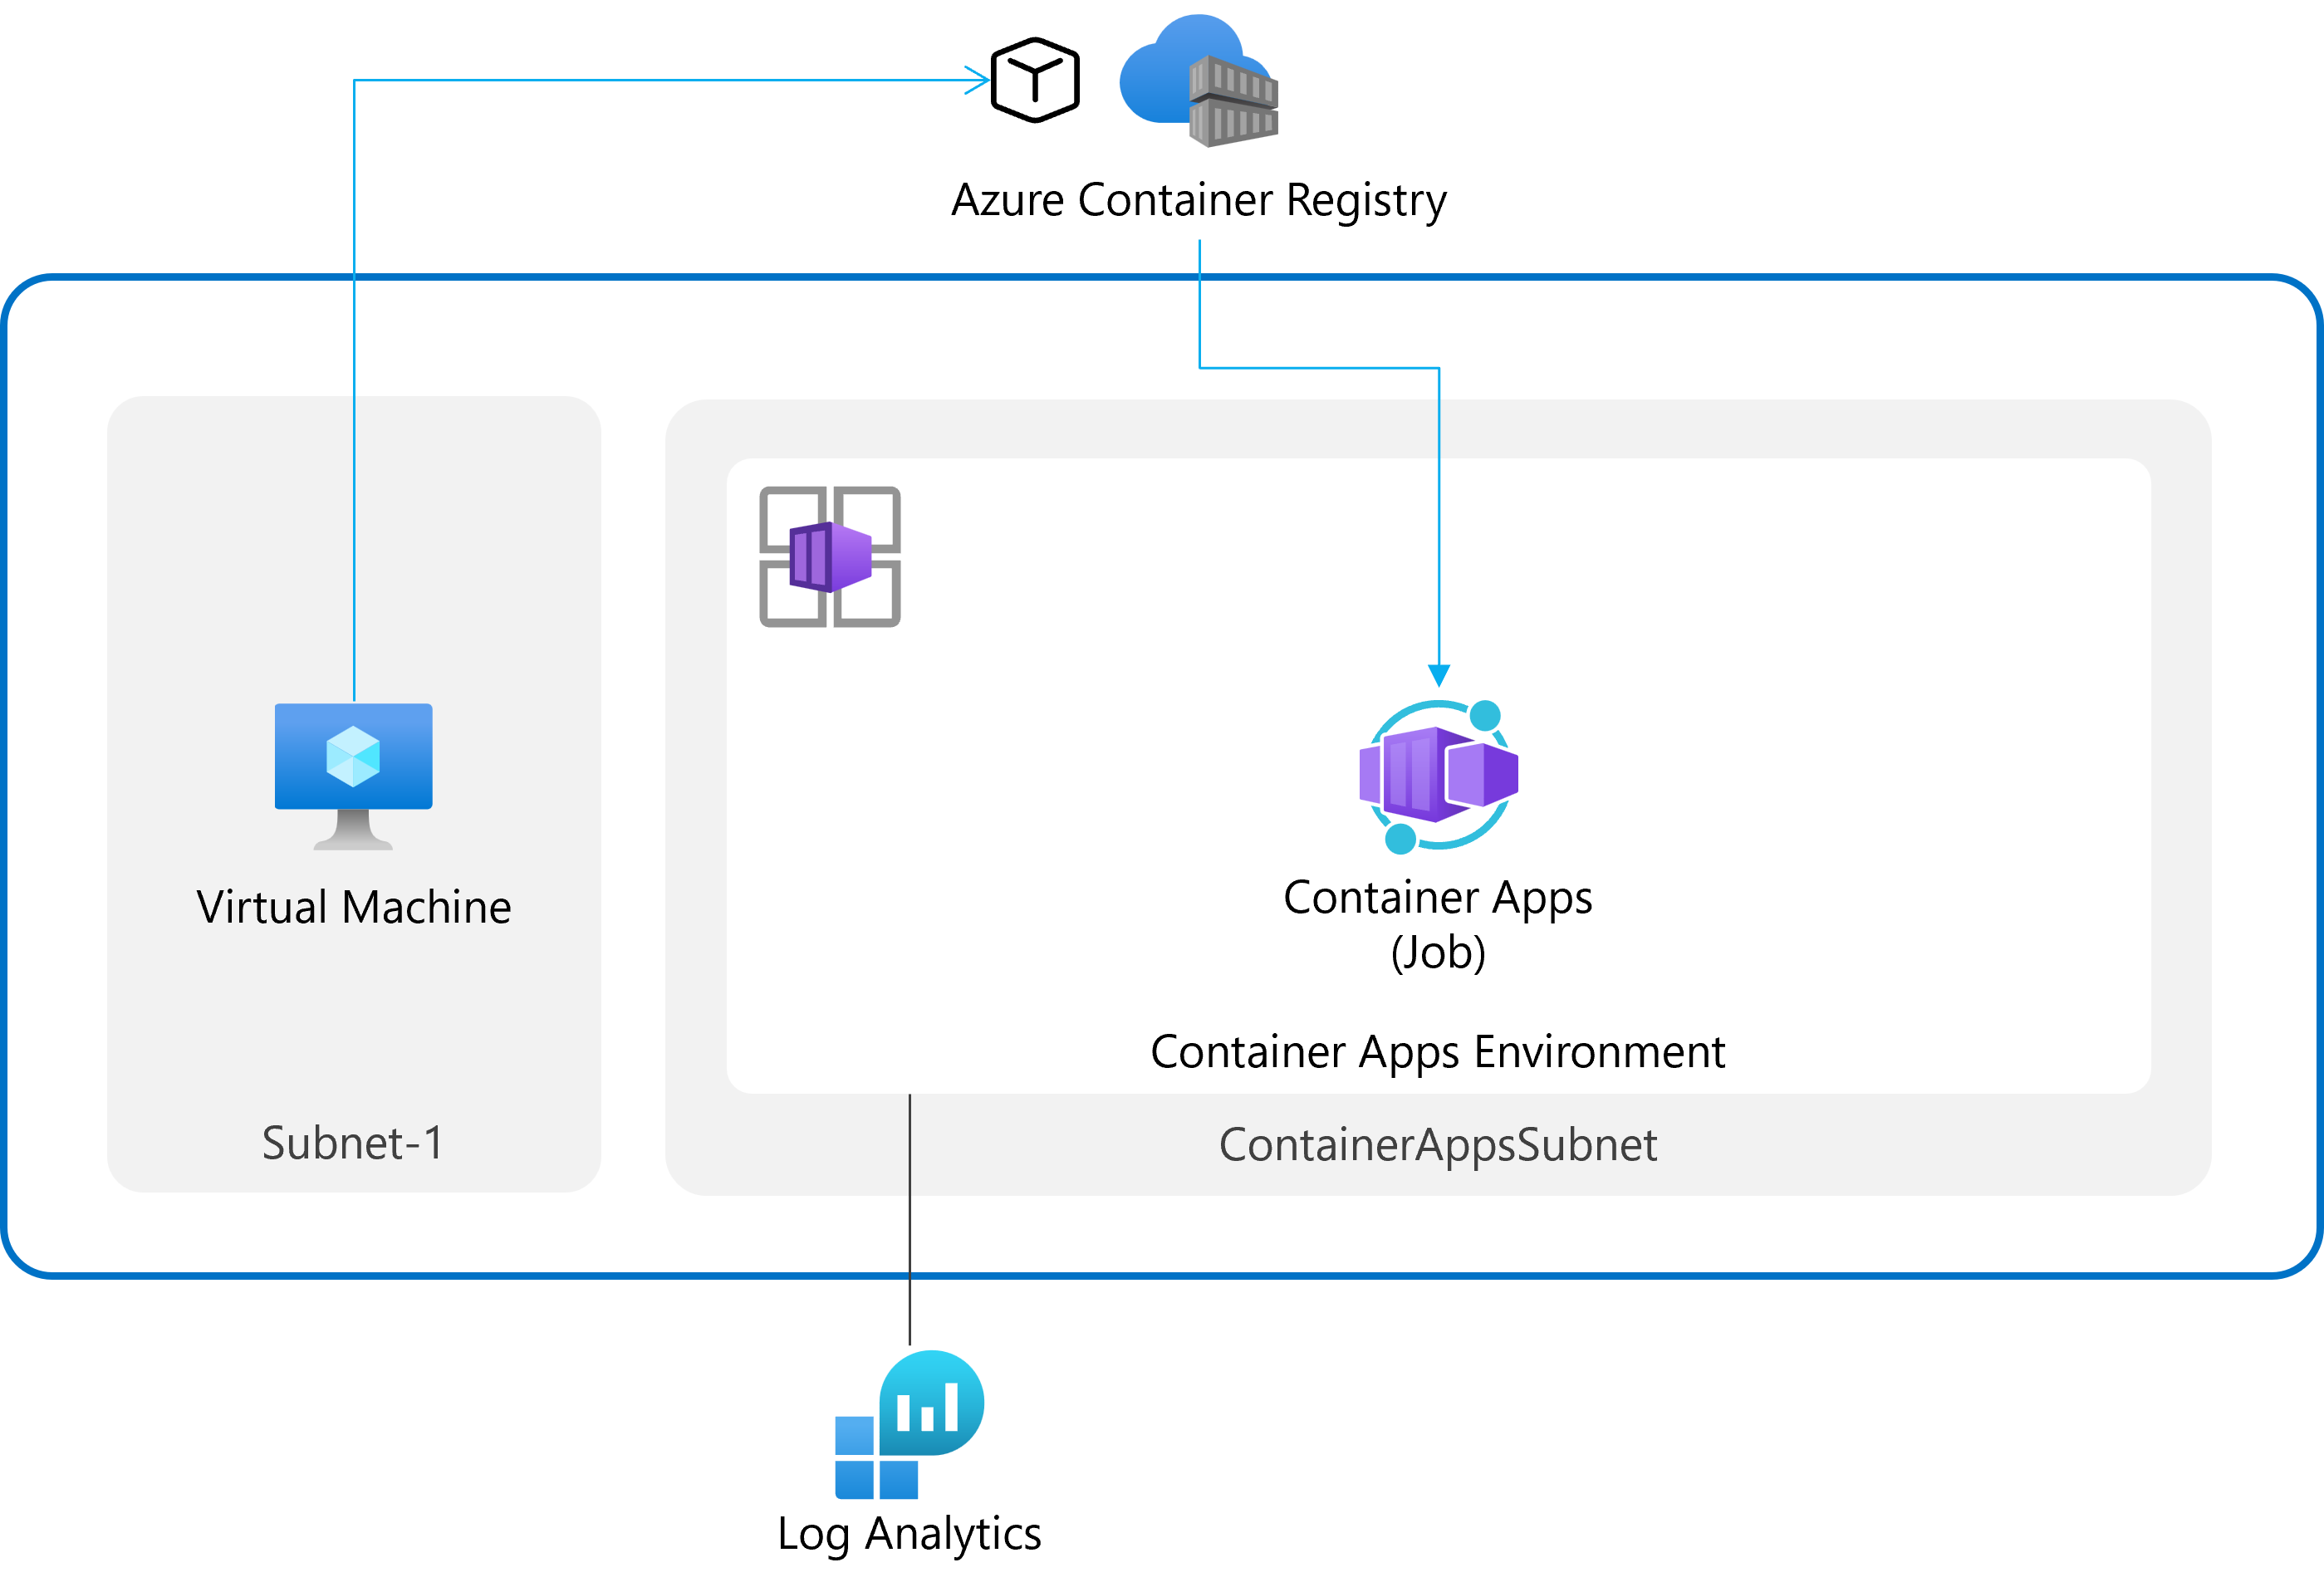 Azure Container Registry
Virtual Machine
Subnet-1
Container Apps
(Job)
Container Apps Environment
ContainerAppsSubnet
Log Analytics